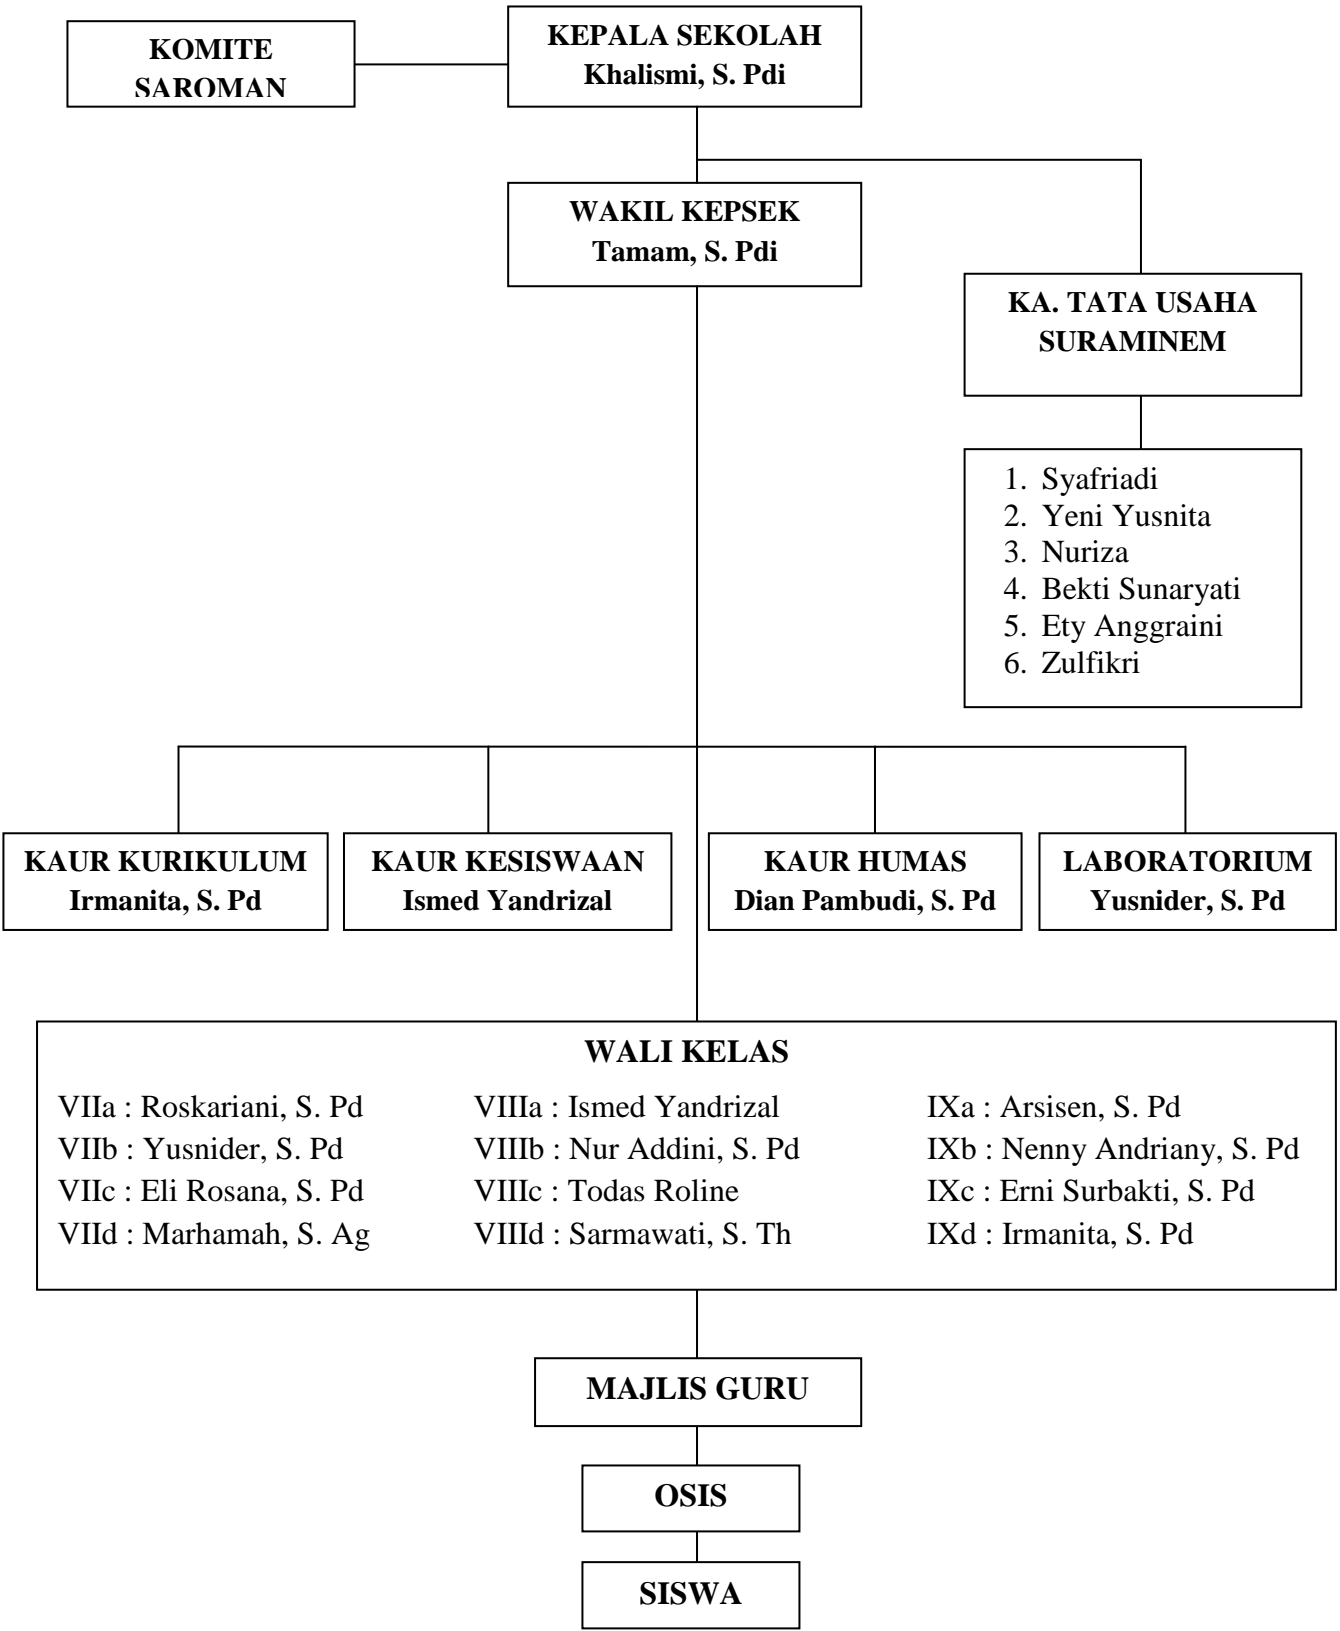 KOMITE
SAROMAN
KEPALA SEKOLAH
Khalismi, S. Pdi
WAKIL KEPSEK
Tamam, S. Pdi
KA. TATA USAHA
SURAMINEM
1. Syafriadi
2. Yeni Yusnita
3. Nuriza
4. Bekti Sunaryati
5. Ety Anggraini
6. Zulfikri
KAUR KURIKULUM
Irmanita, S. Pd
KAUR KESISWAAN
Ismed Yandrizal
KAUR HUMAS
Dian Pambudi, S. Pd
LABORATORIUM
Yusnider, S. Pd
WALI KELAS
VIIa : Roskariani, S. Pd
VIIb : Yusnider, S. Pd
VIIc : Eli Rosana, S. Pd
VIId : Marhamah, S. Ag
VIIIa : Ismed Yandrizal
VIIIb : Nur Addini, S. Pd
VIIIc : Todas Roline
VIIId : Sarmawati, S. Th
IXa : Arsisen, S. Pd
IXb : Nenny Andriany, S. Pd
IXc : Erni Surbakti, S. Pd
IXd : Irmanita, S. Pd
MAJLIS GURU
OSIS
SISWA